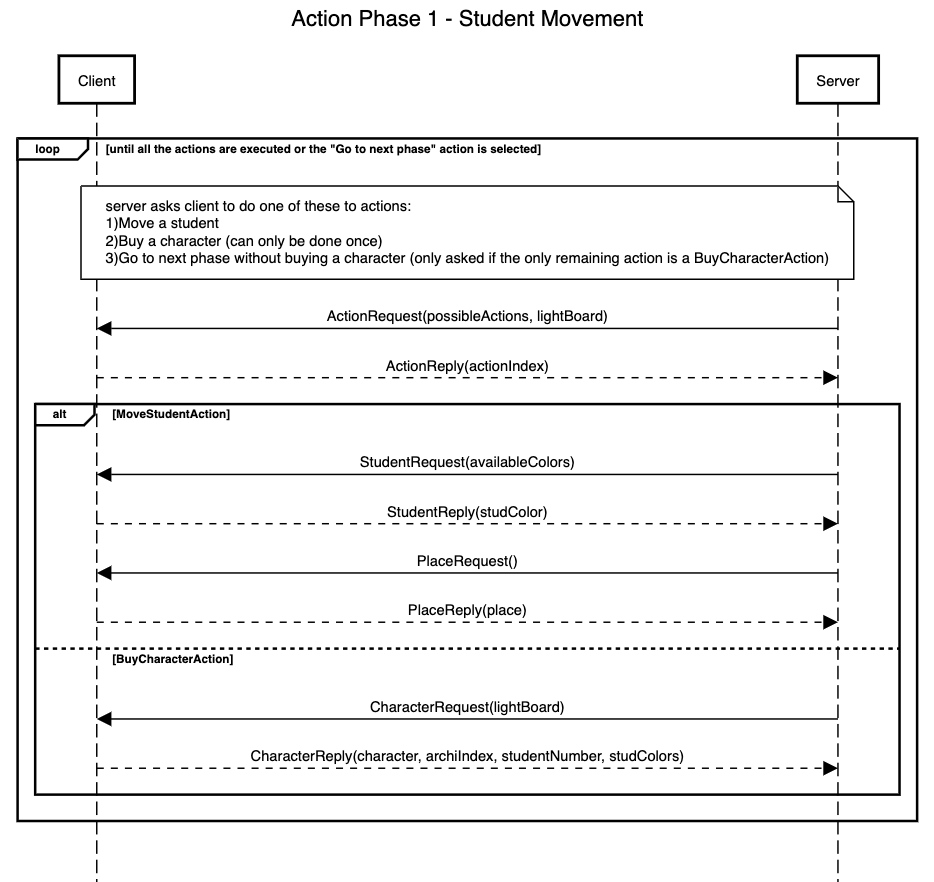 Action Phase 1 - Student Movement
Client
Server
loop
[until all the actions are executed or the "Go to next phase" action is selected]
server asks client to do one of these to actions:
1)Move a student
2)Buy a character (can only be done once)
3)Go to next phase without buying a character (only asked if the only remaining action is a BuyCharacterAction)
ActionRequest(possibleActions, lightBoard)
ActionReply(actionIndex)
alt
[MoveStudentAction]
StudentRequest(availableColors)
StudentReply(studColor)
PlaceRequest()
PlaceReply(place)
[BuyCharacterAction]
CharacterRequest(lightBoard)
CharacterReply(character, archiIndex, studentNumber, studColors)